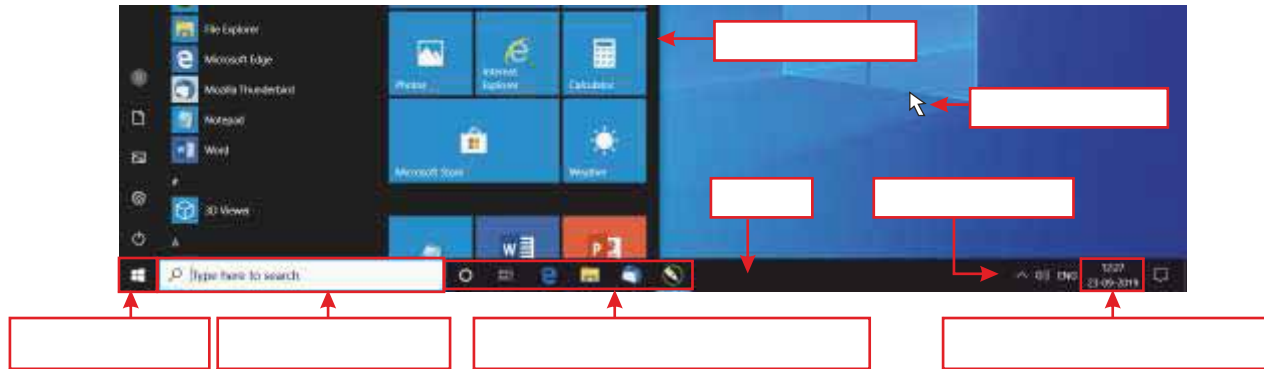 File Explorer
Microsoft Edge
Mozilla Thunderbird
Notepad
Word
#
3D Viewer
A
Photos
Internet
Explorer
Calculator
Microsoft Store
Weather
Type here to search
ENG
12:27
23-09-2019